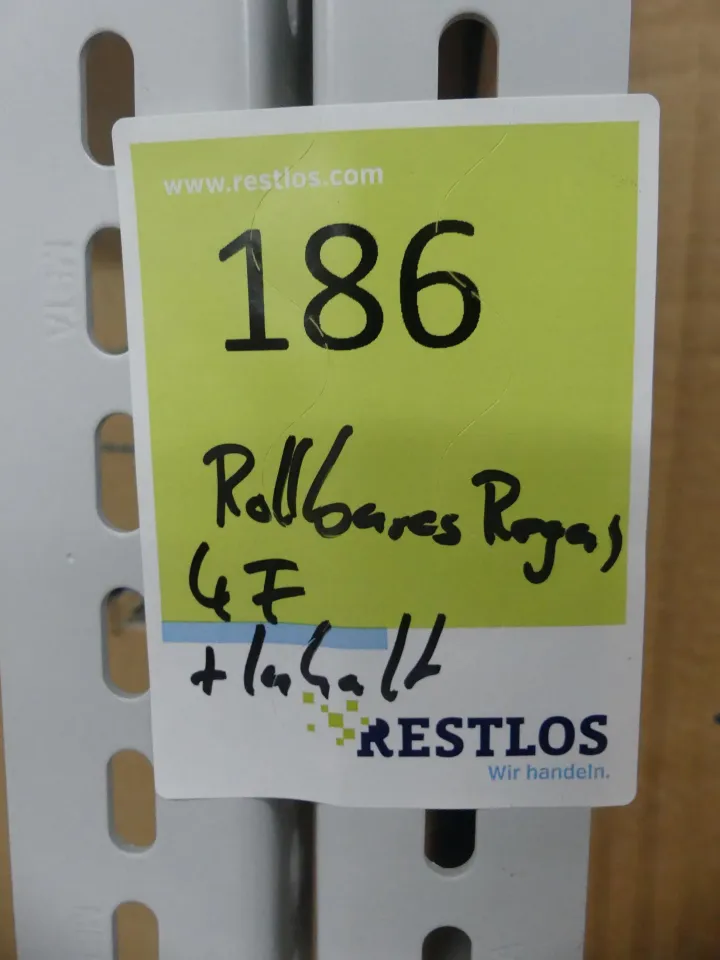 www.restlos.com
186
Rollbares Regal
4 F
+ Inhalt
RESTLOS
Wir handeln.